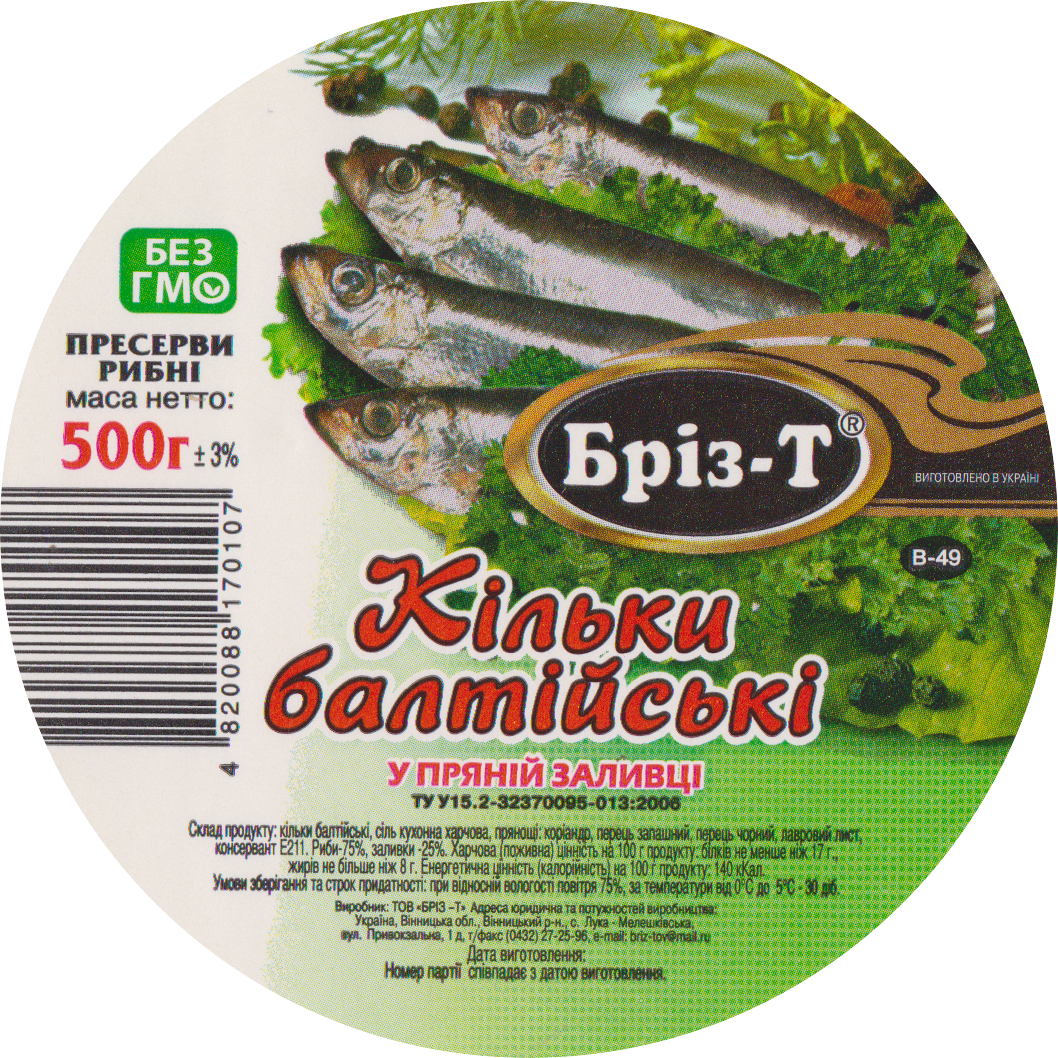 БЕЗ
ГМО
ПРЕСЕРВИ
РИБНІ
маса нетто:
500г ± 3%
4 820088 170107
Бріз-Т®
ВИГОТОВЛЕНО В УКРАЇНІ
В-49
Кільки
балтійські
У ПРЯНІЙ ЗАЛИВЦІ
ТУ У15.2-32370095-013:2006
Склад продукту: кільки балтійські, сіль кухонна харчова, прянощі: коріандр, перець запашний, перець чорний, лавровий лист,
консервант Е211. Риби-75%, заливки -25%. Харчова (поживна) цінність на 100 г продукту: білків не менше ніж 17 г.,
жирів не більше ніж 8 г. Енергетична цінність (калорійність) на 100 г продукту: 140 кКал.
Умови зберігання та строк придатності: при відносній вологості повітря 75%, за температури від 0°С до -5°С - 30 діб.
Виробник: ТОВ «БРІЗ –Т» Адреса юридична та потужностей виробництва:
Україна, Вінницька обл., Вінницький р-н., с. Лука - Мелешківська,
вул. Привокзальна, 1 д, т/факс (0432) 27-25-96, e-mail: briz-tov@mail.ru
Дата виготовлення:
Номер партії співпадає з датою виготовлення.